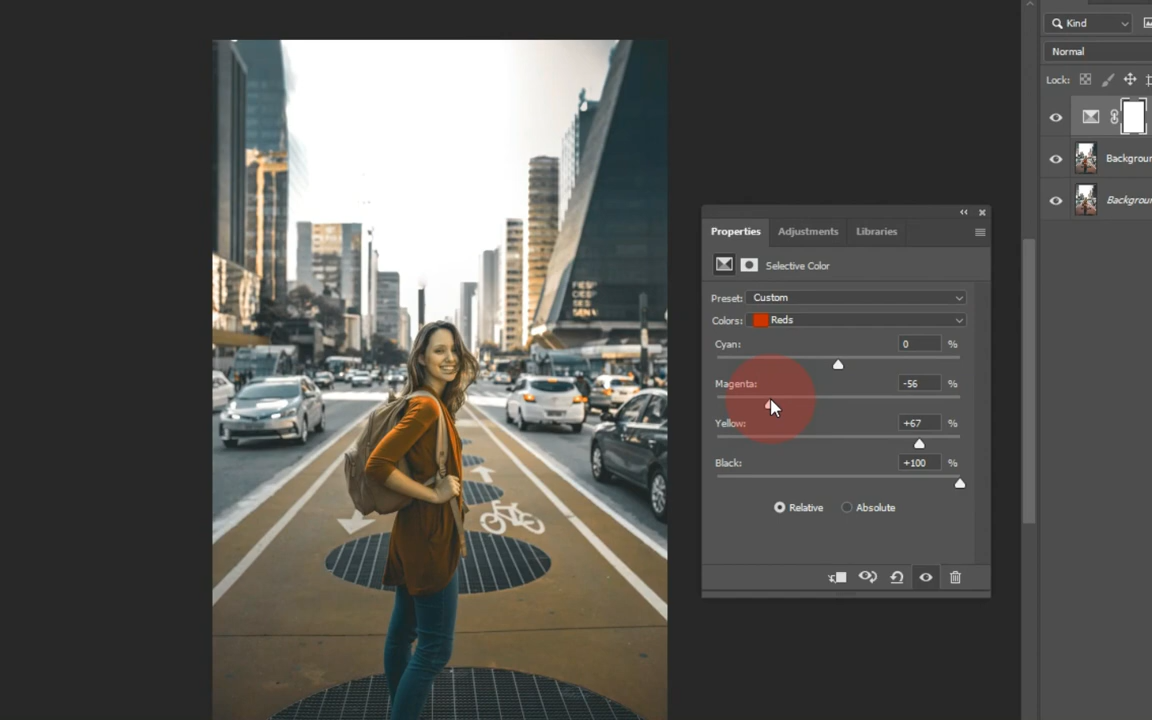 Kind
Normal
Lock:
Properties Adjustments Libraries
Selective Color
Preset: Custom
Colors: Reds
Cyan: 0 %
Magenta: -56 %
Yellow: +67 %
Black: +100 %
Relative Absolute
Backgroun
Backgroun